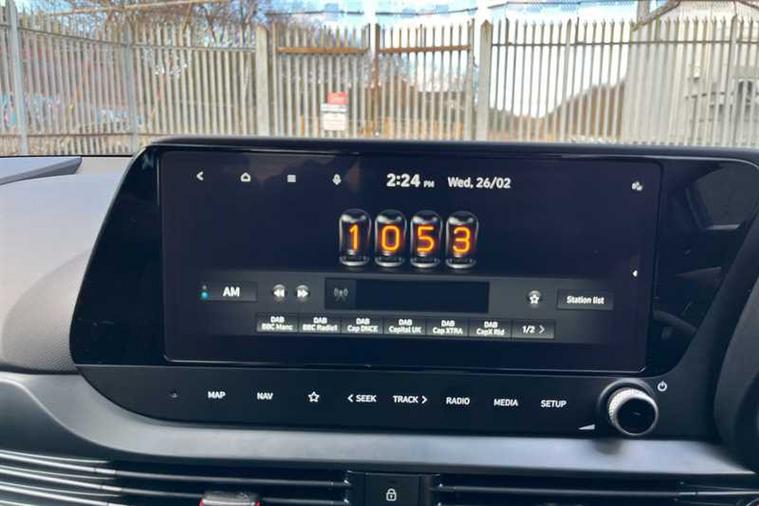 2:24 PM Wed, 26/02
1053
AM Station list
DAB DAB DAB DAB DAB DAB
BBC Manc BBC Radio1 Cap DNCE Capital UK Cap XTRA CapX Rld 1/2 >
MAP NAV < SEEK TRACK > RADIO MEDIA SETUP